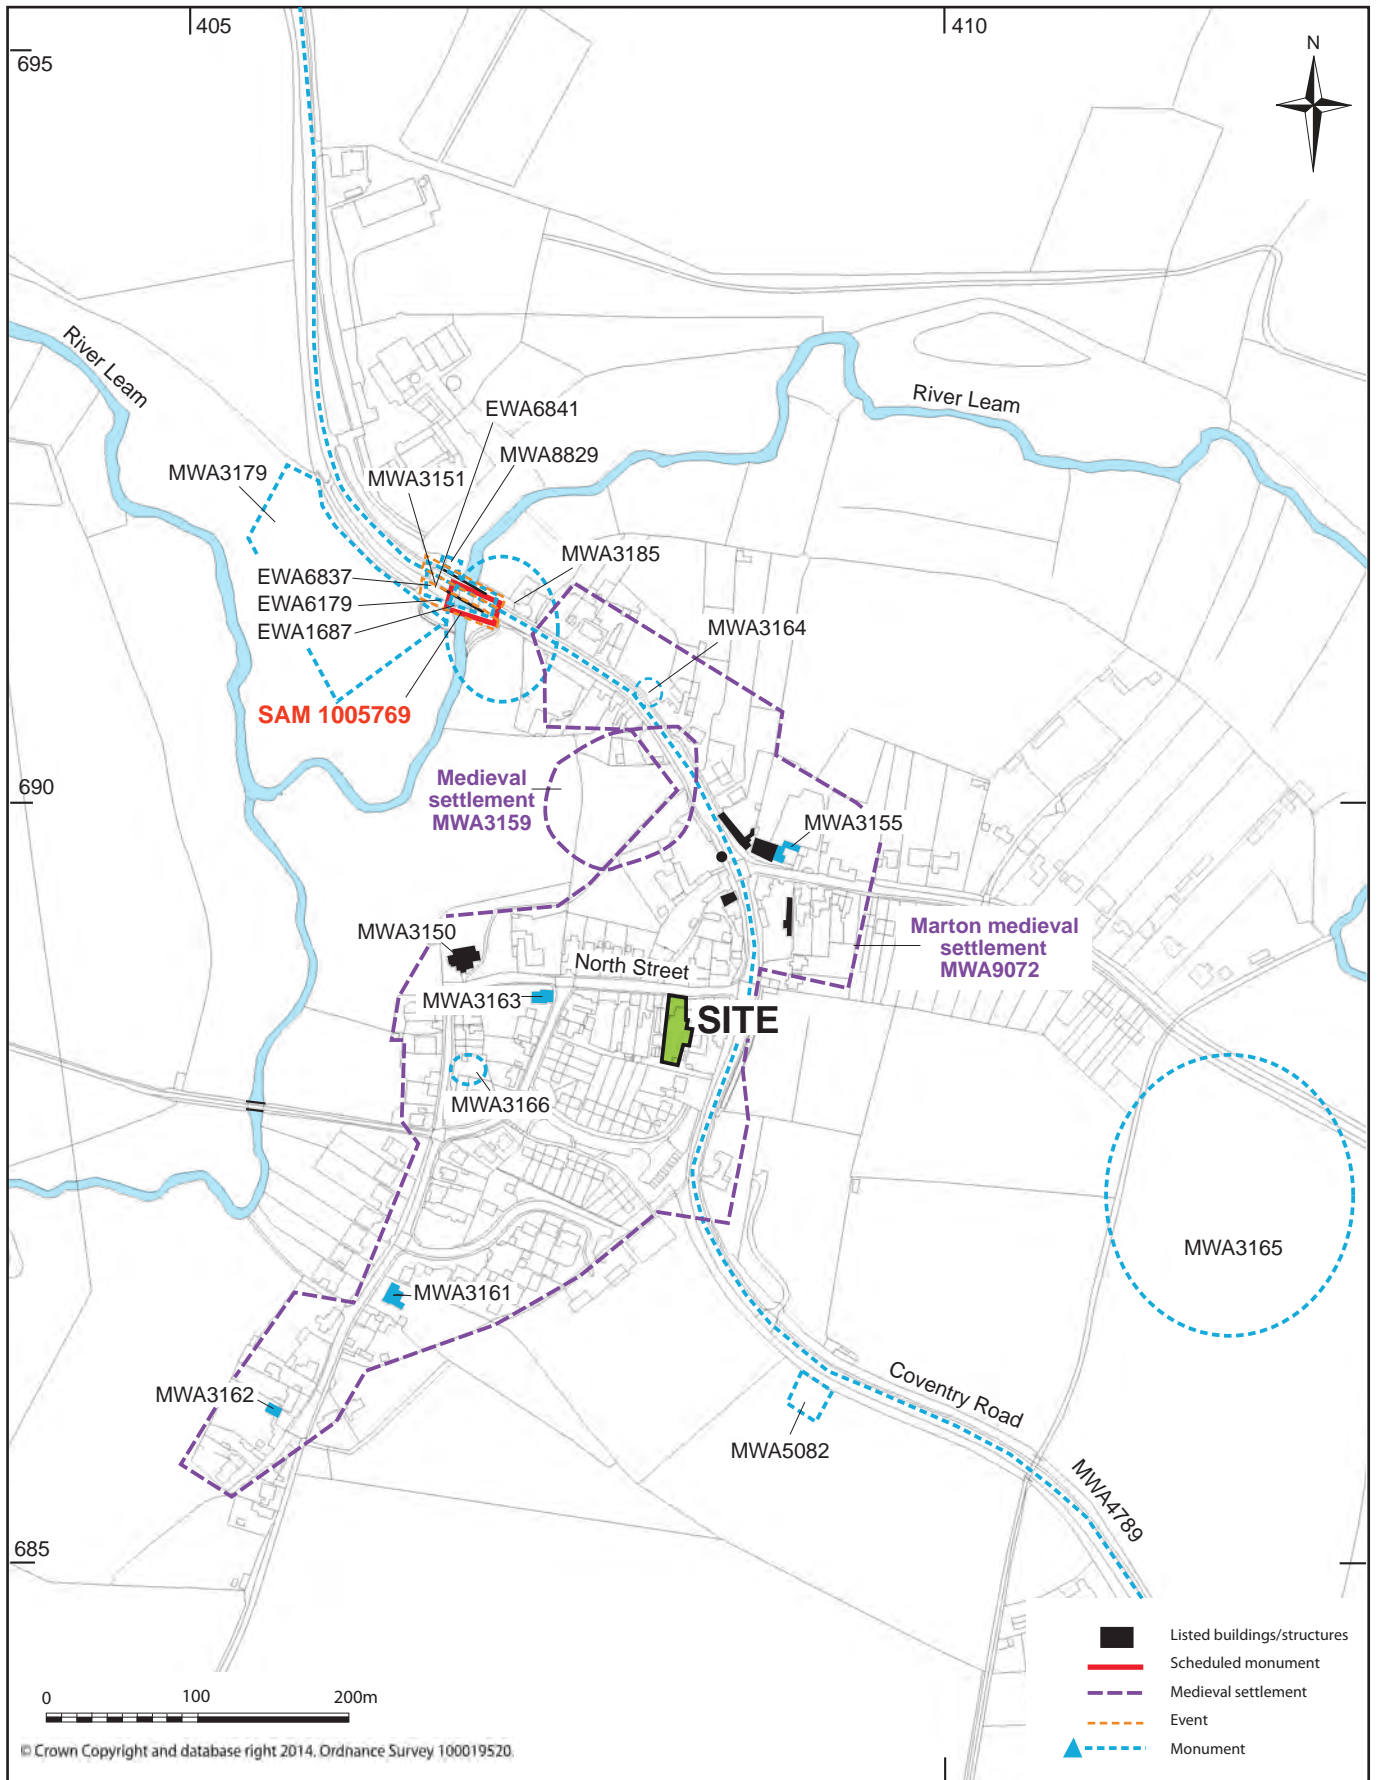 405
410
695
N
River Leam
River Leam
EWA6841
MWA8829
MWA3179
MWA3151
MWA3185
EWA6837
EWA6179
EWA1687
MWA3164
SAM 1005769
690
Medieval
settlement
MWA3159
MWA3155
MWA3150
Marton medieval
settlement
MWA9072
North Street
MWA3163
SITE
MWA3166
MWA3165
MWA3161
MWA3162
Coventry Road
MWA5082
MWA4789
685
Listed buildings/structures
Scheduled monument
Medieval settlement
Event
Monument
0 100 200m
© Crown Copyright and database right 2014. Ordnance Survey 100019520.